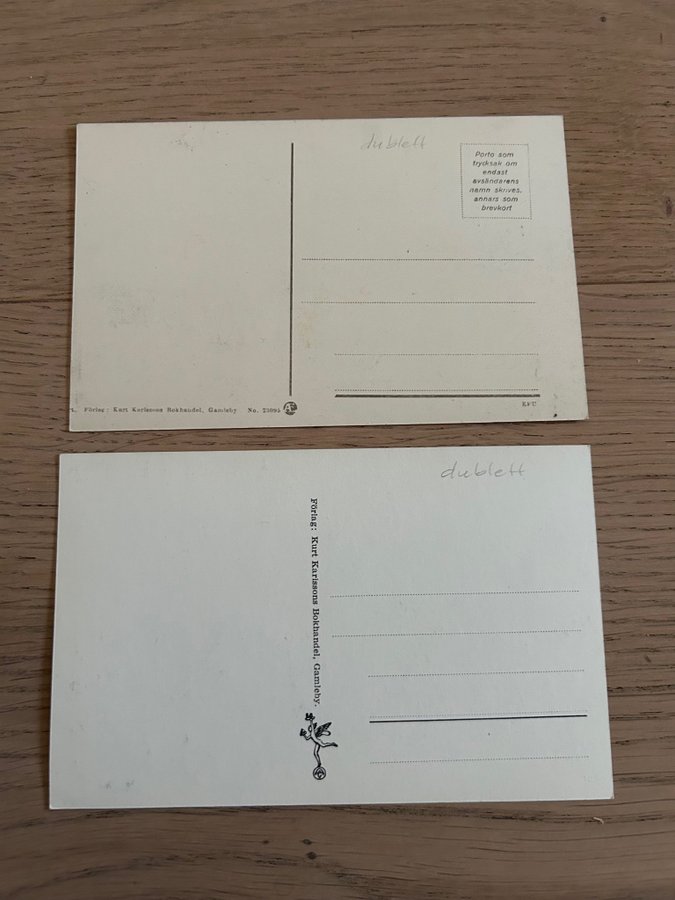 dublett
Porto som
trycksak om
endast
avsändarens
namn skrives,
annars som
brevkort
Förlag: Kurt Karlssons Bokhandel, Gamleby No. 23094
dublett
Förlag: Kurt Karlssons Bokhandel, Gamleby.